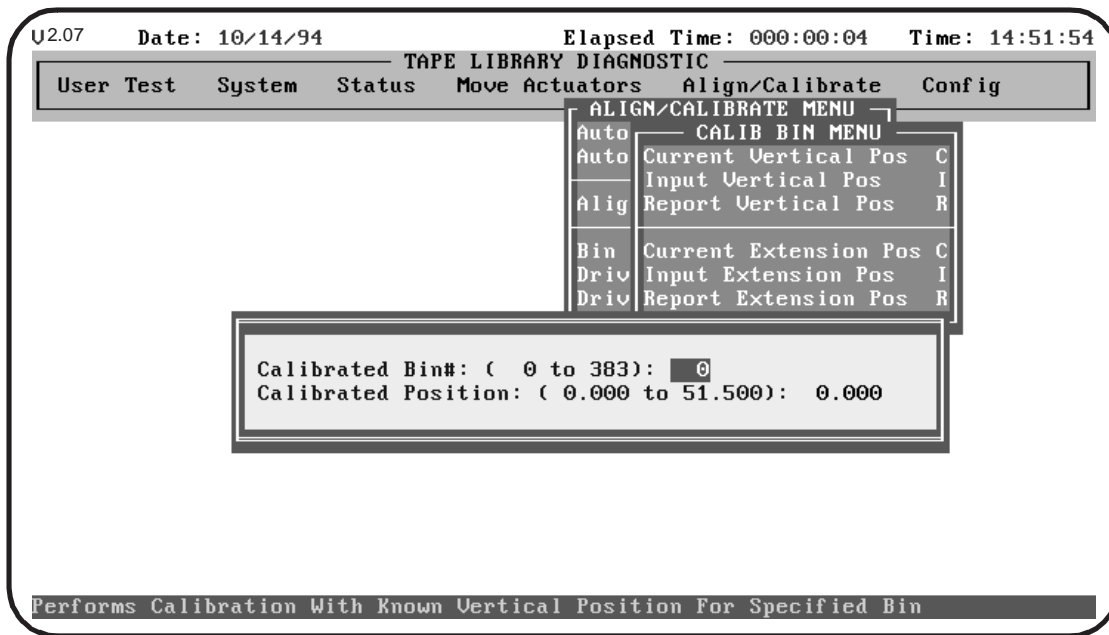 V2.07 Date: 10/14/94 Elapsed Time: 000:00:04 Time: 14:51:54
TAPE LIBRARY DIAGNOSTIC
User Test System Status Move Actuators Align/Calibrate Config
ALIGN/CALIBRATE MENU
Auto CALIB BIN MENU
Auto Current Vertical Pos C
Input Vertical Pos I
Alig Report Vertical Pos R
Bin Current Extension Pos C
Driv Input Extension Pos I
Driv Report Extension Pos R
Calibrated Bin#: ( 0 to 383): 0
Calibrated Position: ( 0.000 to 51.500): 0.000
Performs Calibration With Known Vertical Position For Specified Bin